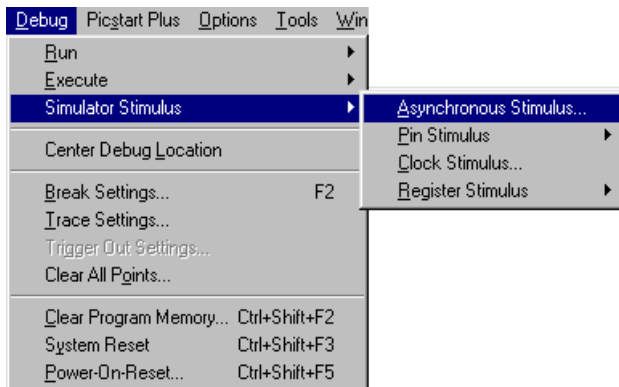 Debug Picstart Plus Options Tools Win
Run
Execute
Simulator Stimulus
Asynchronous Stimulus...
Pin Stimulus
Clock Stimulus...
Register Stimulus
Center Debug Location
Break Settings... F2
Trace Settings...
Trigger Out Settings...
Clear All Points...
Clear Program Memory... Ctrl+Shift+F2
System Reset Ctrl+Shift+F3
Power-On-Reset... Ctrl+Shift+F5